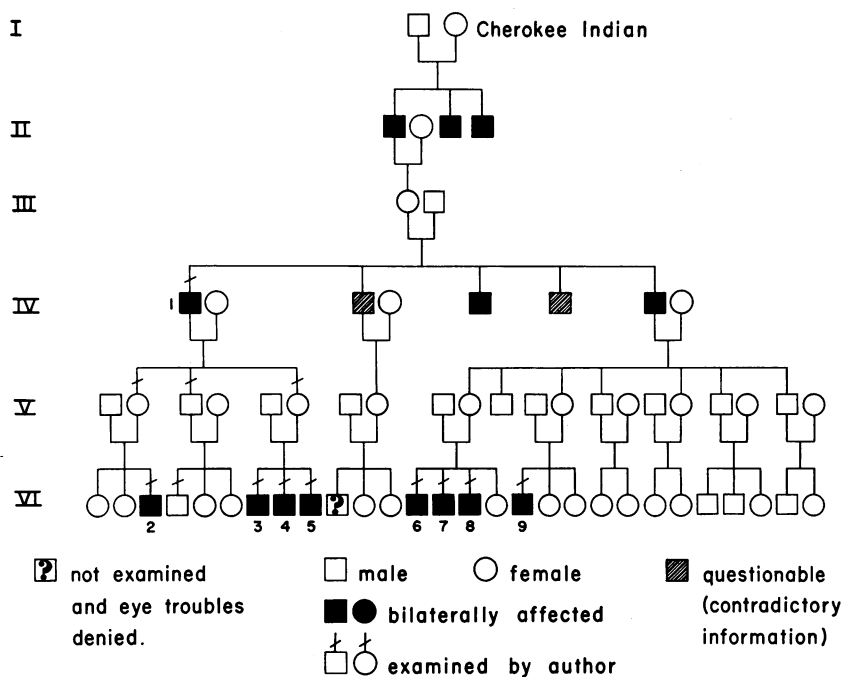 I
Cherokee Indian
II
III
IV
1
V
VI
?
2
3
4
5
6
7
8
9
? not examined
and eye troubles
denied.
male
female
bilaterally affected
examined by author
questionable
(contradictory
information)